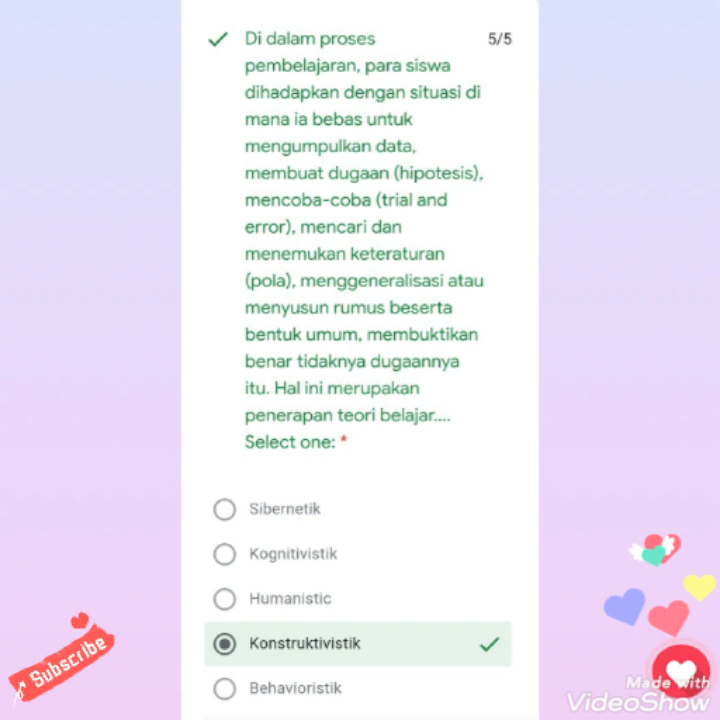 Di dalam proses 5/5
pembelajaran, para siswa
dihadapkan dengan situasi di
mana ia bebas untuk
mengumpulkan data,
membuat dugaan (hipotesis),
mencoba-coba (trial and
error), mencari dan
menemukan keteraturan
(pola), menggeneralisasi atau
menyusun rumus beserta
bentuk umum, membuktikan
benar tidaknya dugaannya
itu. Hal ini merupakan
penerapan teori belajar....
Select one: *
Sibernetik
Kognitivistik
Humanistic
Konstruktivistik
Behavioristik
Subscribe
Made with
VideoShow